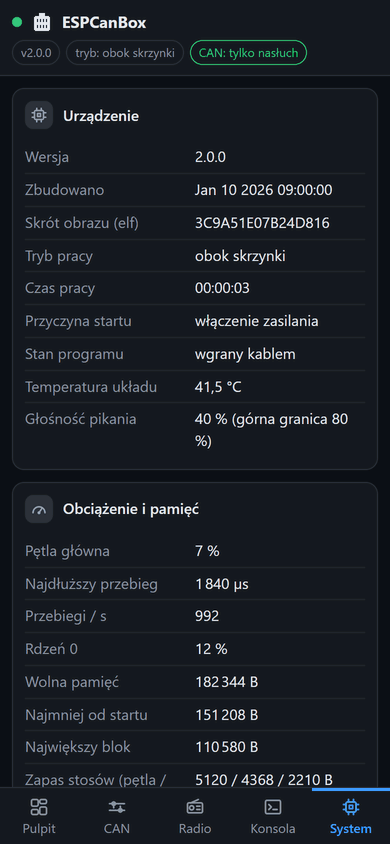 ESPCanBox
v2.0.0 tryb: obok skrzynki CAN: tylko nasłuch
Urządzenie
Wersja 2.0.0
Zbudowano Jan 10 2026 09:00:00
Skrót obrazu (elf) 3C9A51E07B24D816
Tryb pracy obok skrzynki
Czas pracy 00:00:03
Przyczyna startu włączenie zasilania
Stan programu wgrany kablem
Temperatura układu 41,5 °C
Głośność pikania 40 % (górna granica 80
%)
Obciążenie i pamięć
Pętla główna 7 %
Najdłuższy przebieg 1 840 µs
Przebiegi / s 992
Rdzeń 0 12 %
Wolna pamięć 182 344 B
Najmniej od startu 151 208 B
Największy blok 110 580 B
Zapas stosów (pętla / 5120 / 4368 / 2210 B
Pulpit CAN Radio Konsola System